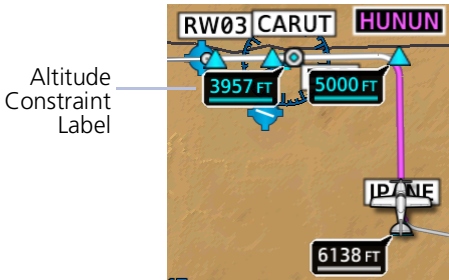 RW03 CARUT HUNUN
Altitude
Constraint
Label
3957 FT 5000 FT
6138 FT